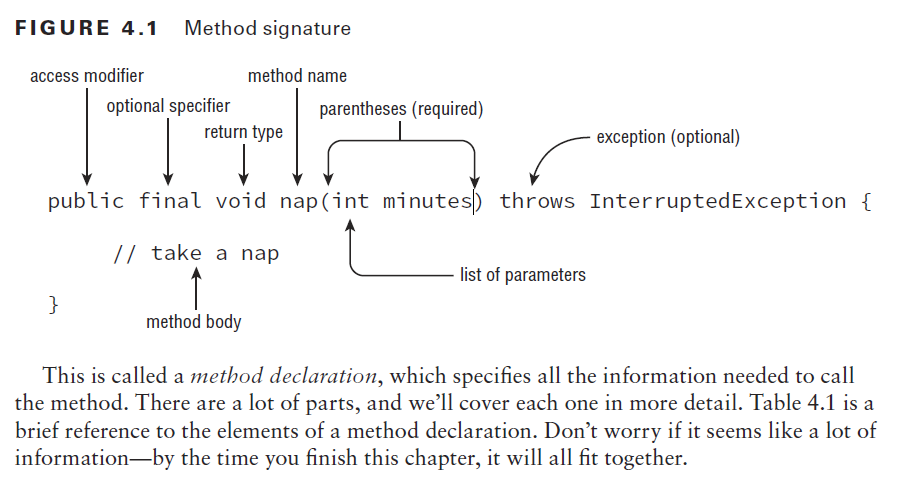 FIGURE 4.1 Method signature
access modifier
method name
optional specifier
parentheses (required)
return type
exception (optional)
public final void nap(int minutes) throws InterruptedException {
// take a nap
list of parameters
}
method body
This is called a method declaration, which specifies all the information needed to call
the method. There are a lot of parts, and we’ll cover each one in more detail. Table 4.1 is a
brief reference to the elements of a method declaration. Don’t worry if it seems like a lot of
information—by the time you finish this chapter, it will all fit together.